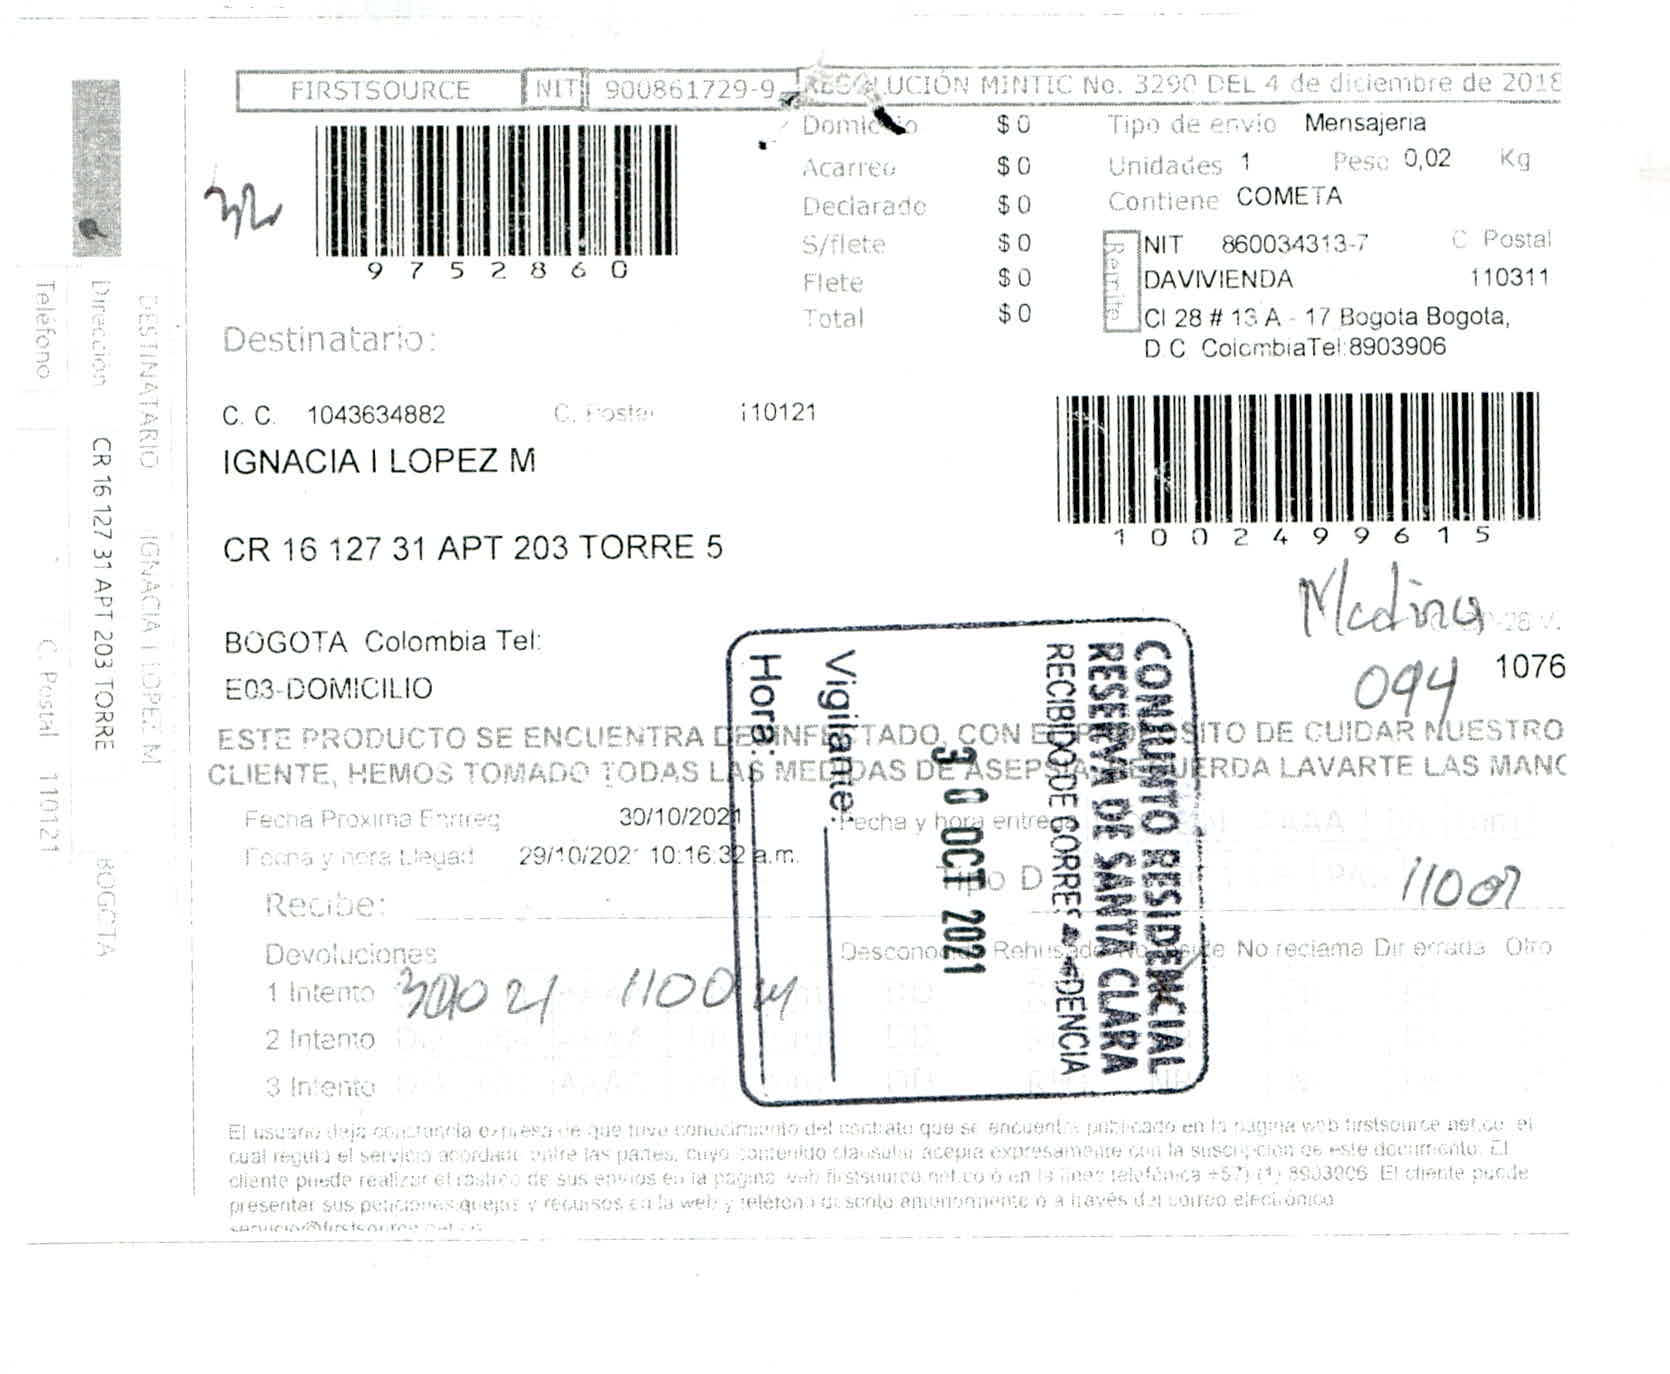 FIRSTSOURCE NIT 900861729-9 RESOLUCIÓN MINTIC No. 3290 DEL 4 de diciembre de 2018
Domicilio $ 0 Tipo de envío Mensajeria
Acarreo $ 0 Unidades 1 Peso 0,02 Kg
Declarado $ 0 Contiene COMETA
S/flete $ 0 NIT 860034313-7 C Postal
Flete $ 0 DAVIVIENDA 110311
Total $ 0 Cl 28 # 13 A - 17 Bogota Bogota,
D.C Colombia Tel:8903906
Remite
9752860
Destinatario:
C. C. 1043634882 C. Postal 110121
IGNACIA I LOPEZ M
1002499615
CR 16 127 31 APT 203 TORRE 5
Medina
BOGOTA Colombia Tel:
094 1076
E03-DOMICILIO
ESTE PRODUCTO SE ENCUENTRA DESINFECTADO, CON EL PROPOSITO DE CUIDAR NUESTRO
CLIENTE, HEMOS TOMADO TODAS LAS MEDIDAS DE ASEPSIA, RECUERDA LAVARTE LAS MANO
Fecha Proxima Entreg 30/10/2021 Fecha y hora entrega
Fecha y hora Llegad 29/10/2021 10:16:32 a.m.
Recibe:
Devoluciones Rehusado No reclama Dir errada Otro
1 Intento 1100
2 Intento
3 Intento
CONJUNTO RESIDENCIAL
RESERVA DE SANTA CLARA
RECIBIDO DE CORRESPONDENCIA
30 OCT 2021
Vigilante:
Hora:
El usuario deja constancia expresa de que tuvo conocimiento del contrato que se encuentra publicado en la pagina web firstsource.net.co el
cual regula el servicio acordado entre las partes, cuyo contenido clausular acepta expresamente con la suscripción de este documento. El
cliente puede realizar el rastreo de sus envios en la pagina web firstsource.net.co ó en la linea telefónica +57) (1) 8903906 El cliente puede
presentar sus peticiones quejas y recursos en la web y teléfono descrito anteriormente o a través del correo electrónico
servicio@firstsource.net.co
DESTINATARIO IGNACIA I LOPEZ M
Dirección CR 16 127 31 APT 203 TORRE BOGOTA
Teléfono C. Postal 110121